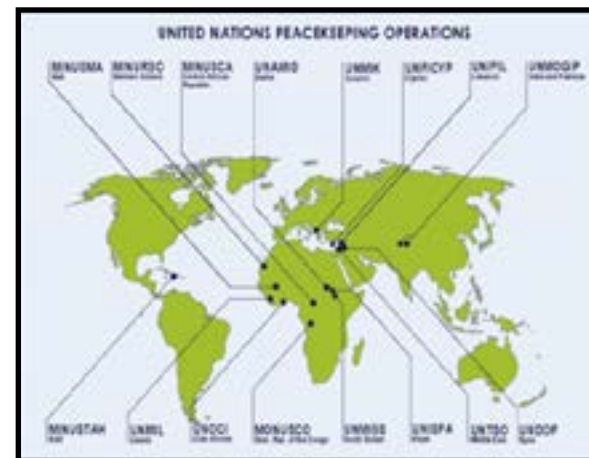 UNITED NATIONS PEACEKEEPING OPERATIONS
MINUSMA MINURSO MINUSCA UNAMID UNMIK UNFICYP UNIFIL UNMOGIP
Mali Western Sahara Central African Darfur Kosovo Cyprus Lebanon India and Pakistan
Republic
MINUSTAH UNMIL UNOCI MONUSCO UNMISS UNISFA UNTSO UNDOF
Haiti Liberia Côte d'Ivoire Dem. Rep. of the Congo South Sudan Abyei Middle East Syria